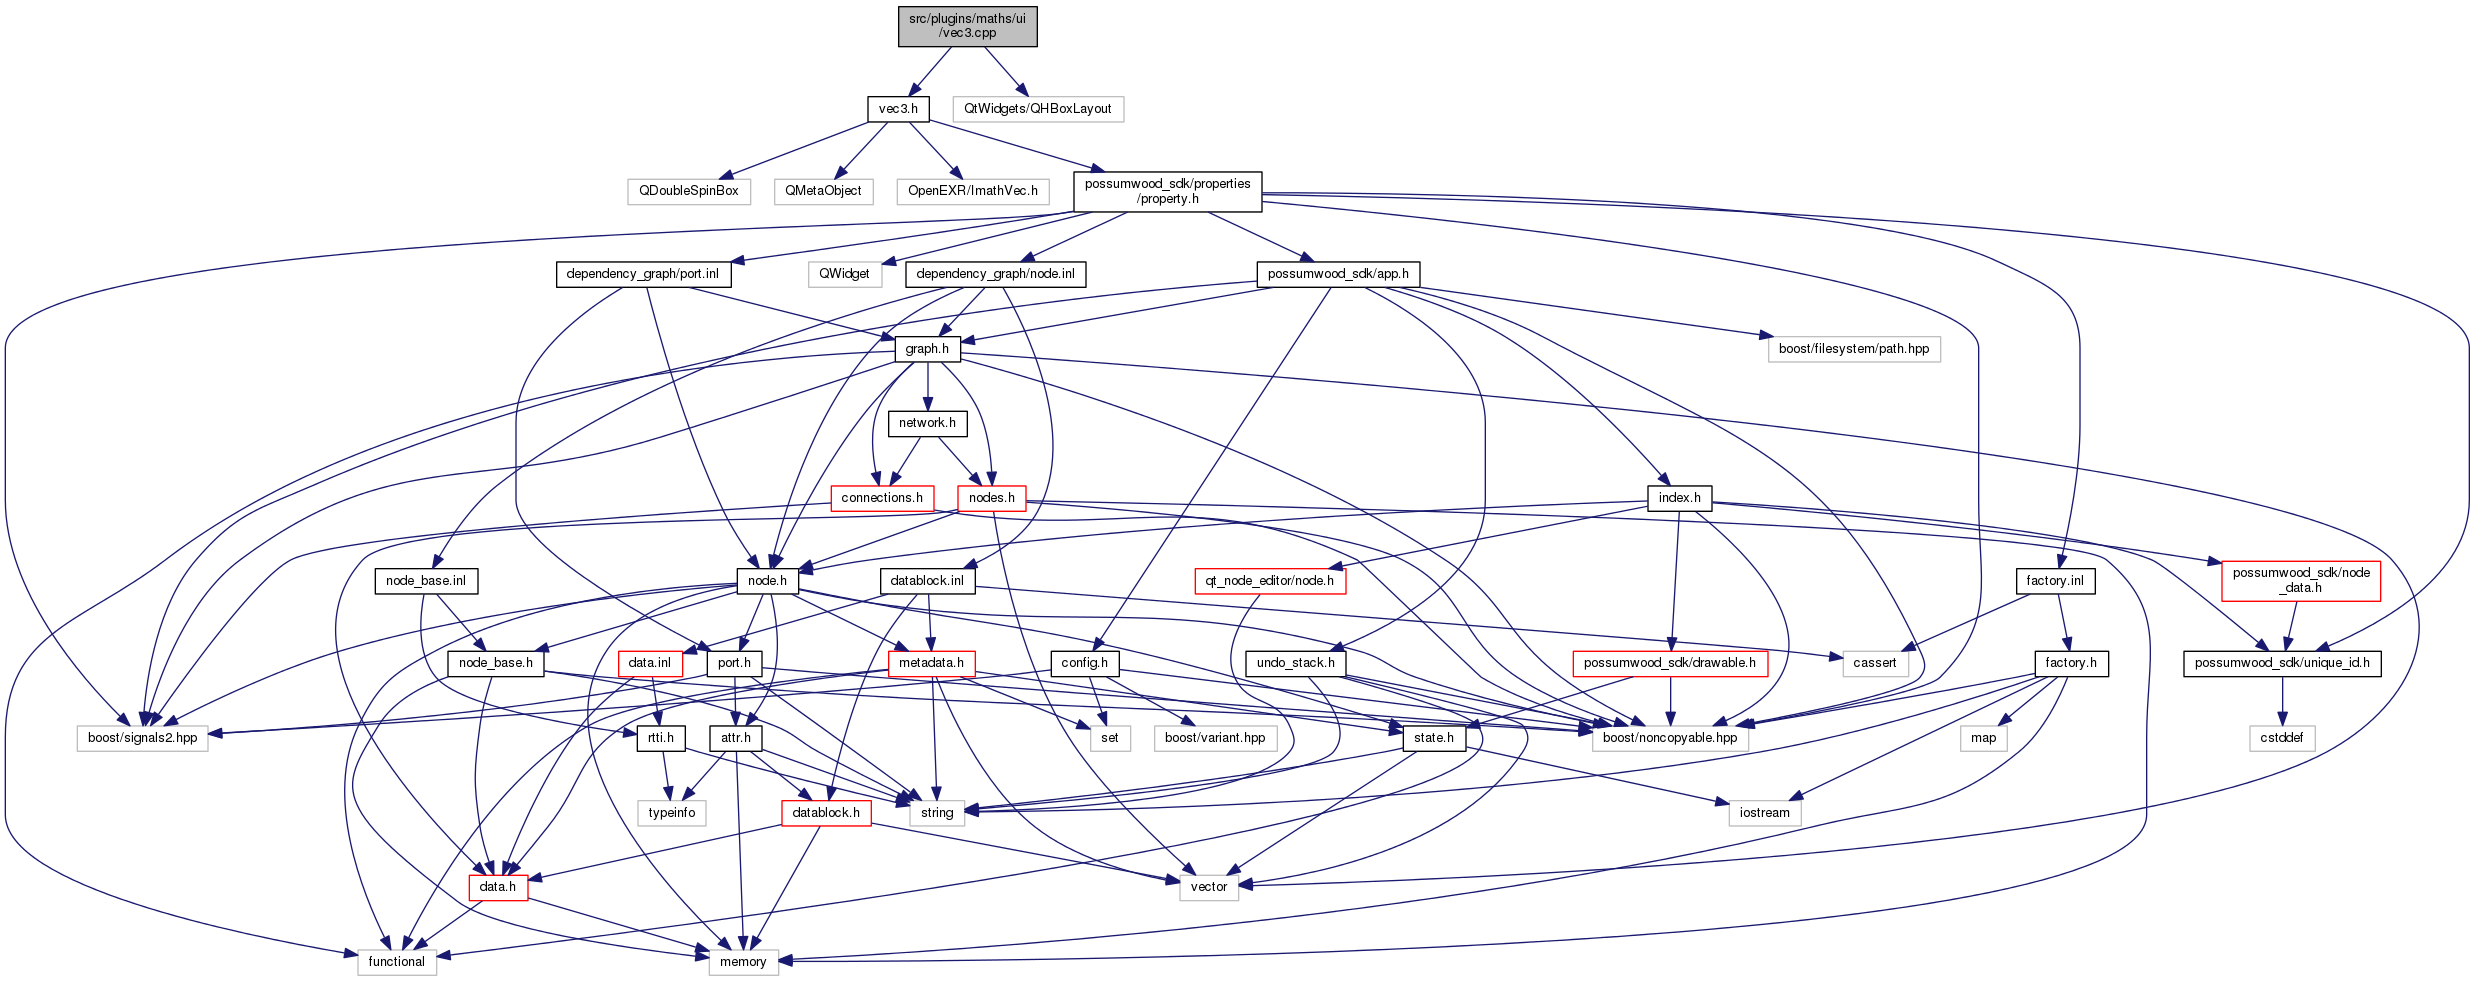 src/plugins/maths/ui
/vec3.cpp
vec3.h
QtWidgets/QHBoxLayout
QDoubleSpinBox
QMetaObject
OpenEXR/ImathVec.h
possumwood_sdk/properties
/property.h
dependency_graph/port.inl
QWidget
dependency_graph/node.inl
possumwood_sdk/app.h
graph.h
boost/filesystem/path.hpp
network.h
connections.h
nodes.h
index.h
node_base.inl
node.h
datablock.inl
qt_node_editor/node.h
factory.inl
possumwood_sdk/node
_data.h
node_base.h
data.inl
port.h
metadata.h
config.h
undo_stack.h
possumwood_sdk/drawable.h
cassert
factory.h
possumwood_sdk/unique_id.h
boost/signals2.hpp
rtti.h
attr.h
set
boost/variant.hpp
state.h
boost/noncopyable.hpp
map
cstddef
typeinfo
datablock.h
string
iostream
data.h
vector
functional
memory